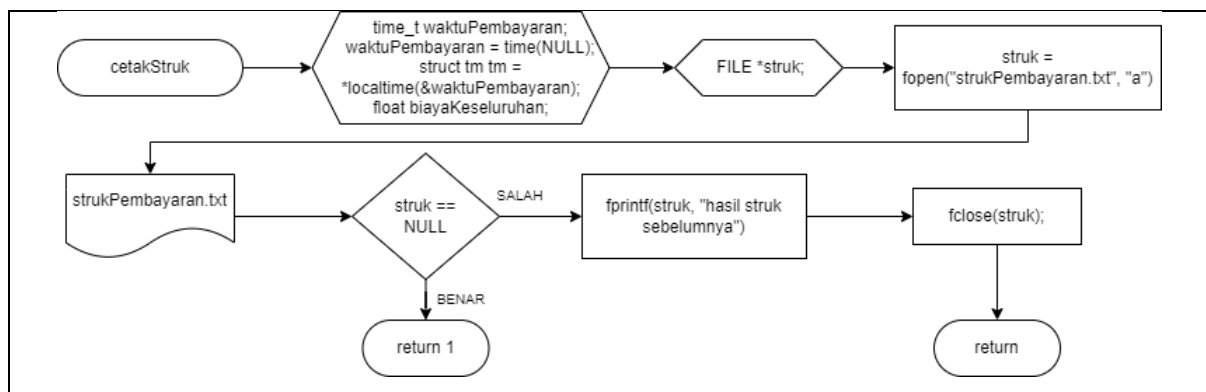 cetakStruk
time_t waktuPembayaran;
waktuPembayaran = time(NULL);
struct tm tm =
*localtime(&waktuPembayaran);
float biayaKeseluruhan;
FILE *struk;
struk =
fopen("strukPembayaran.txt", "a")
strukPembayaran.txt
struk ==
NULL
SALAH
fprintf(struk, "hasil struk
sebelumnya")
fclose(struk);
BENAR
return 1
return